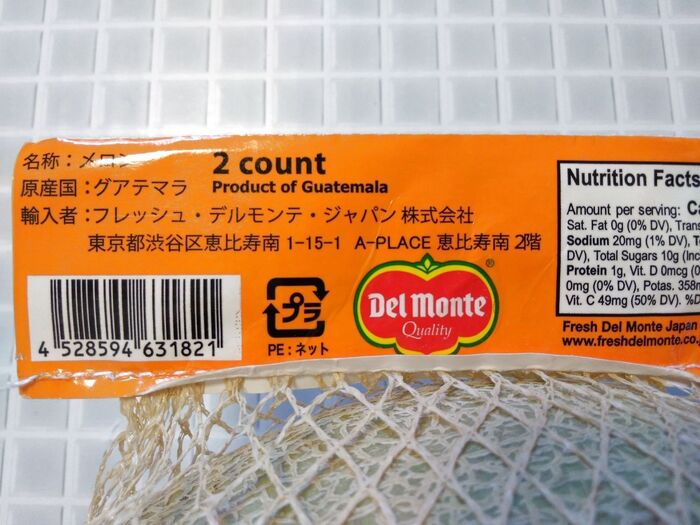 名称：メロン
2 count
原産国：グアテマラ
Product of Guatemala
輸入者：フレッシュ・デルモンテ・ジャパン 株式会社
東京都渋谷区恵比寿南 1-15-1 A-PLACE 恵比寿南 2階
4 528594 631821
プラ
PE：ネット
Del Monte
®
Quality
Nutrition Facts
Amount per serving:
Sat. Fat 0g (0% DV),
Sodium 20mg (1% DV),
DV), Total Sugars 10g
Protein 1g, Vit. D 0mcg
0mg (0% DV), Potas.
Vit. C 49mg (50% DV).
Fresh Del Monte Japan
www.freshdelmonte.co.